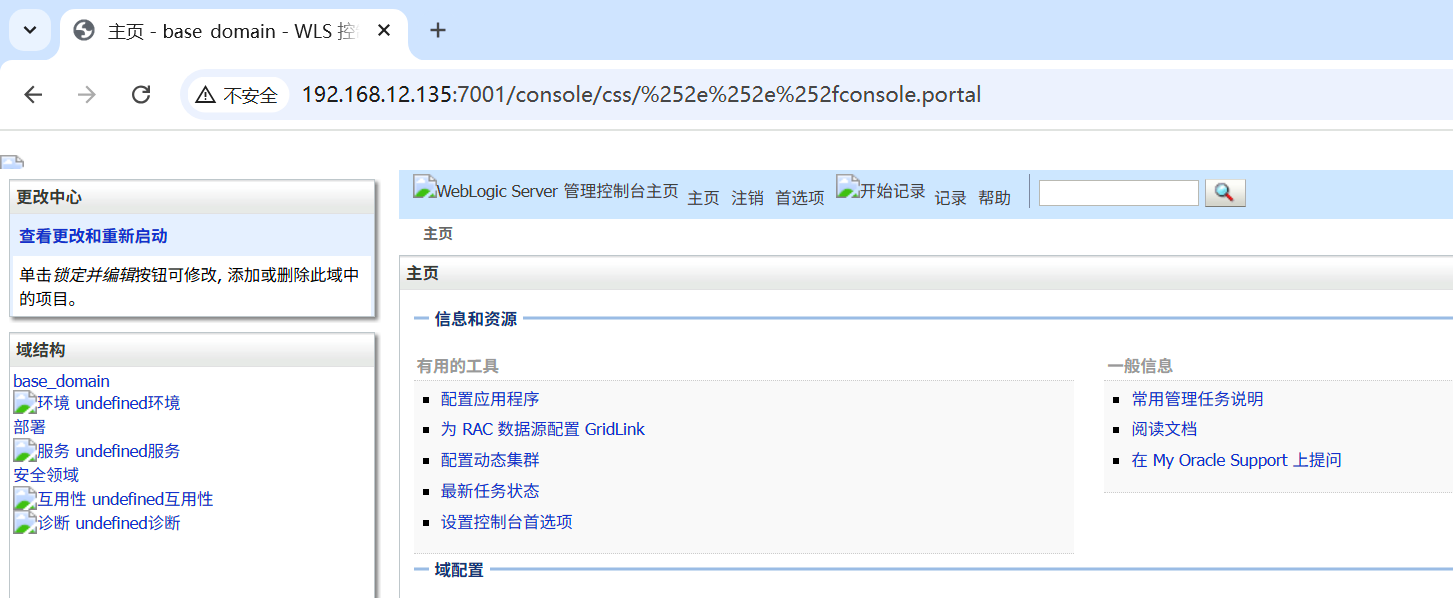 主页 - base_domain - WLS 控
不安全 192.168.12.135:7001/console/css/%252e%252e%252fconsole.portal
更改中心
查看更改和重新启动
单击锁定并编辑按钮可修改, 添加或删除此域中
的项目。
域结构
base_domain
环境 undefined环境
部署
服务 undefined服务
安全领域
互用性 undefined互用性
诊断 undefined诊断
WebLogic Server 管理控制台主页 主页 注销 首选项 开始记录 记录 帮助
主页
主页
信息和资源
有用的工具
配置应用程序
为 RAC 数据源配置 GridLink
配置动态集群
最新任务状态
设置控制台首选项
一般信息
常用管理任务说明
阅读文档
在 My Oracle Support 上提问
域配置